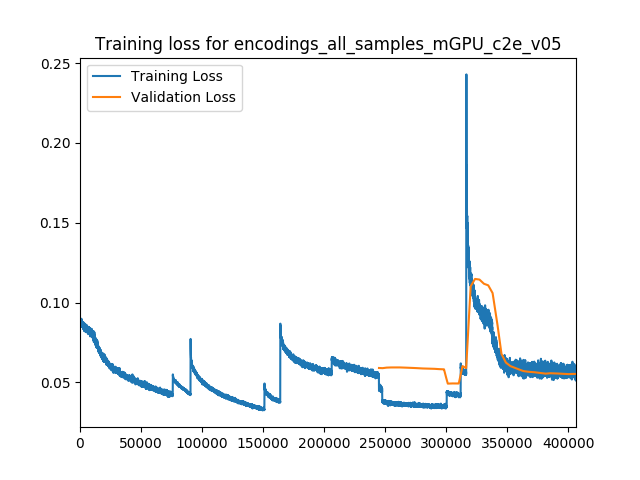 Training loss for encodings_all_samples_mGPU_c2e_v05
Training Loss
Validation Loss
0.25
0.20
0.15
0.10
0.05
0 50000 100000 150000 200000 250000 300000 350000 400000